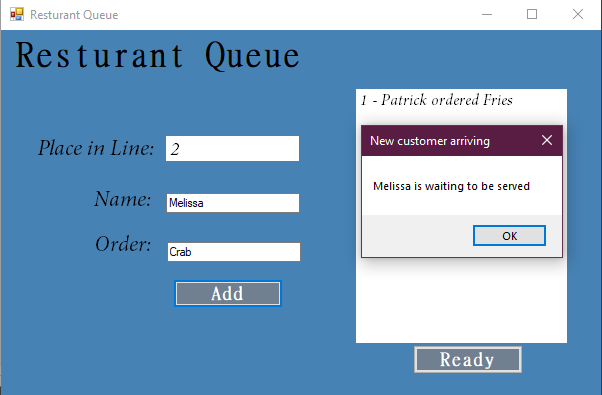 Resturant Queue
Resturant Queue
1 - Patrick ordered Fries
Place in Line: 2
New customer arriving
Melissa is waiting to be served
OK
Name: Melissa
Order: Crab
Add
Ready